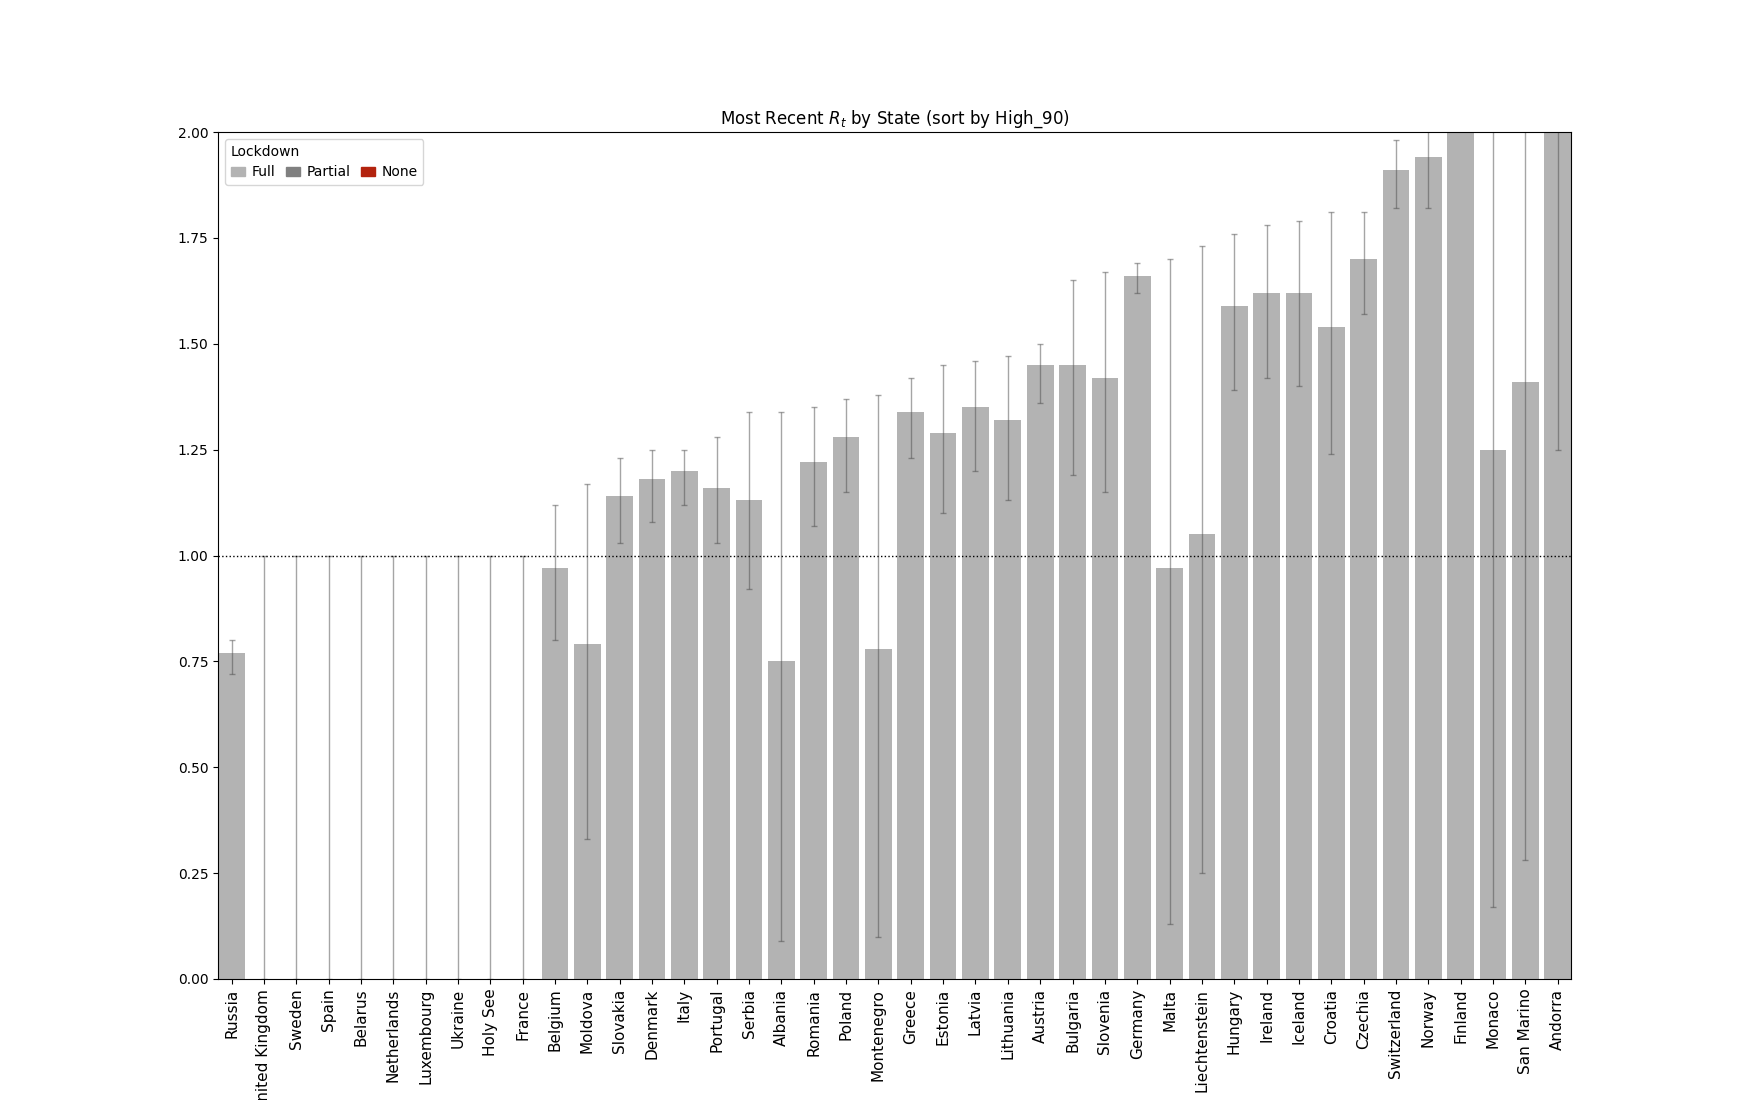 Most Recent R_t by State (sort by High_90)
Lockdown
Full Partial None
2.00
1.75
1.50
1.25
1.00
0.75
0.50
0.25
0.00
Russia
nited Kingdom
Sweden
Spain
Belarus
Netherlands
Luxembourg
Ukraine
Holy See
France
Belgium
Moldova
Slovakia
Denmark
Italy
Portugal
Serbia
Albania
Romania
Poland
Montenegro
Greece
Estonia
Latvia
Lithuania
Austria
Bulgaria
Slovenia
Germany
Malta
Liechtenstein
Hungary
Ireland
Iceland
Croatia
Czechia
Switzerland
Norway
Finland
Monaco
San Marino
Andorra